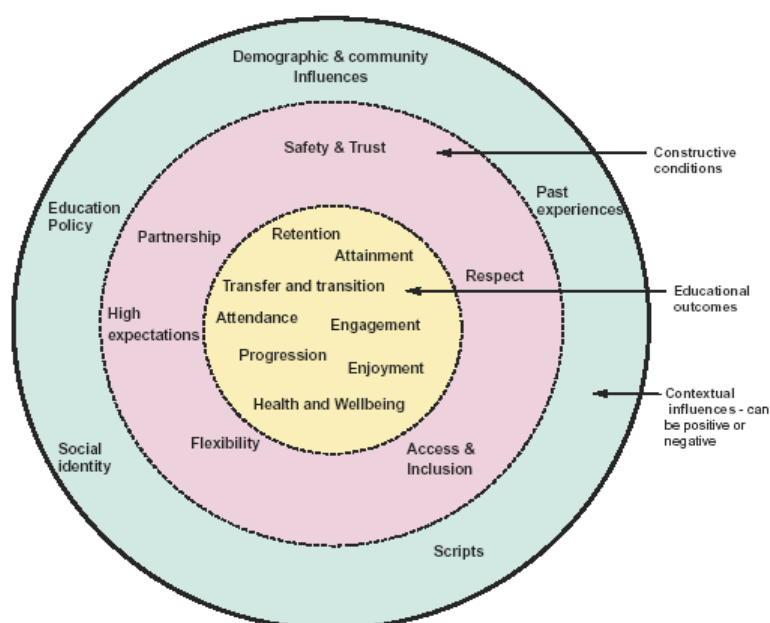 Demographic & community
Influences
Safety & Trust
Constructive
conditions
Past
experiences
Education
Policy
Partnership
Retention
Attainment
Respect
Transfer and transition
Educational
outcomes
High
expectations
Attendance
Engagement
Progression
Enjoyment
Health and Wellbeing
Contextual
influences - can
be positive or
negative
Flexibility
Access &
Inclusion
Social
identity
Scripts